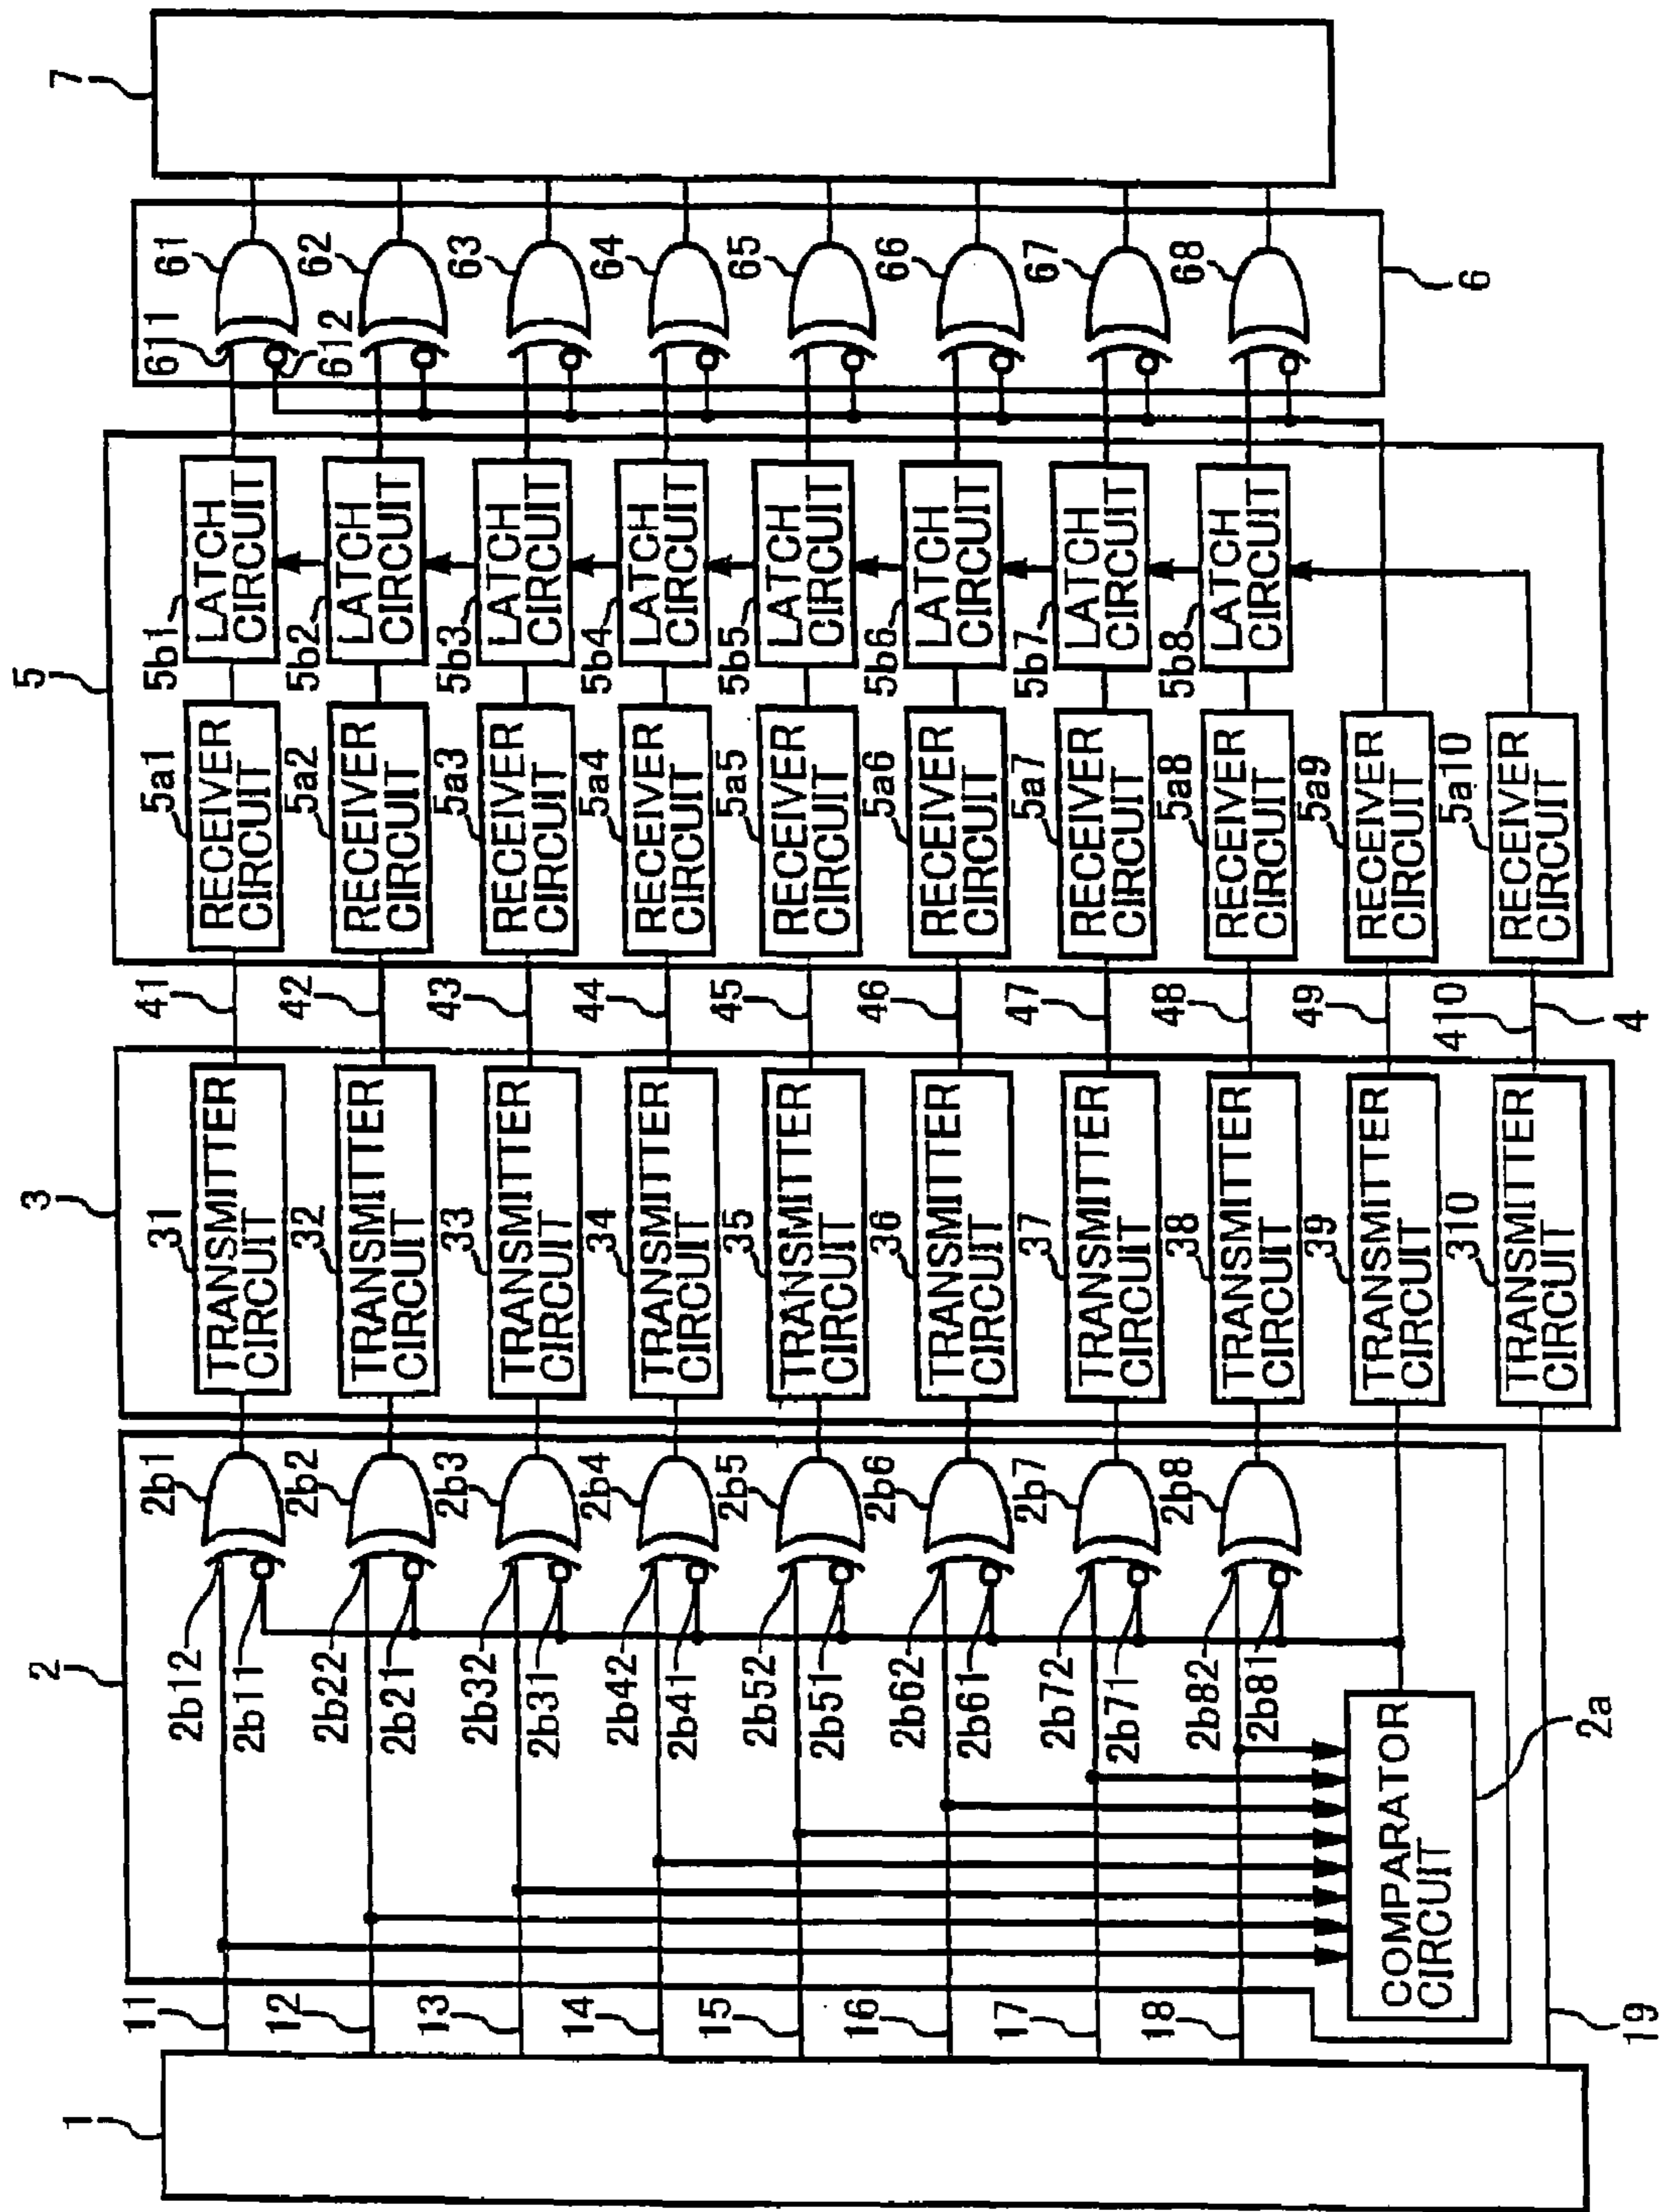 1
11
12
13
14
15
16
17
18
19
2
2b12
2b11
2b22
2b21
2b32
2b31
2b42
2b41
2b52
2b51
2b62
2b61
2b72
2b71
2b82
2b81
2b1
2b2
2b3
2b4
2b5
2b6
2b7
2b8
COMPARATOR
CIRCUIT
2a
3
31
TRANSMITTER
CIRCUIT
32
TRANSMITTER
CIRCUIT
33
TRANSMITTER
CIRCUIT
34
TRANSMITTER
CIRCUIT
35
TRANSMITTER
CIRCUIT
36
TRANSMITTER
CIRCUIT
37
TRANSMITTER
CIRCUIT
38
TRANSMITTER
CIRCUIT
39
TRANSMITTER
CIRCUIT
310
TRANSMITTER
CIRCUIT
41
42
43
44
45
46
47
48
49
410
4
5
5a1
RECEIVER
CIRCUIT
5a2
RECEIVER
CIRCUIT
5a3
RECEIVER
CIRCUIT
5a4
RECEIVER
CIRCUIT
5a5
RECEIVER
CIRCUIT
5a6
RECEIVER
CIRCUIT
5a7
RECEIVER
CIRCUIT
5a8
RECEIVER
CIRCUIT
5a9
RECEIVER
CIRCUIT
5a10
RECEIVER
CIRCUIT
5b1
LATCH
CIRCUIT
5b2
LATCH
CIRCUIT
5b3
LATCH
CIRCUIT
5b4
LATCH
CIRCUIT
5b5
LATCH
CIRCUIT
5b6
LATCH
CIRCUIT
5b7
LATCH
CIRCUIT
5b8
LATCH
CIRCUIT
611
612
61
62
63
64
65
66
67
68
6
7